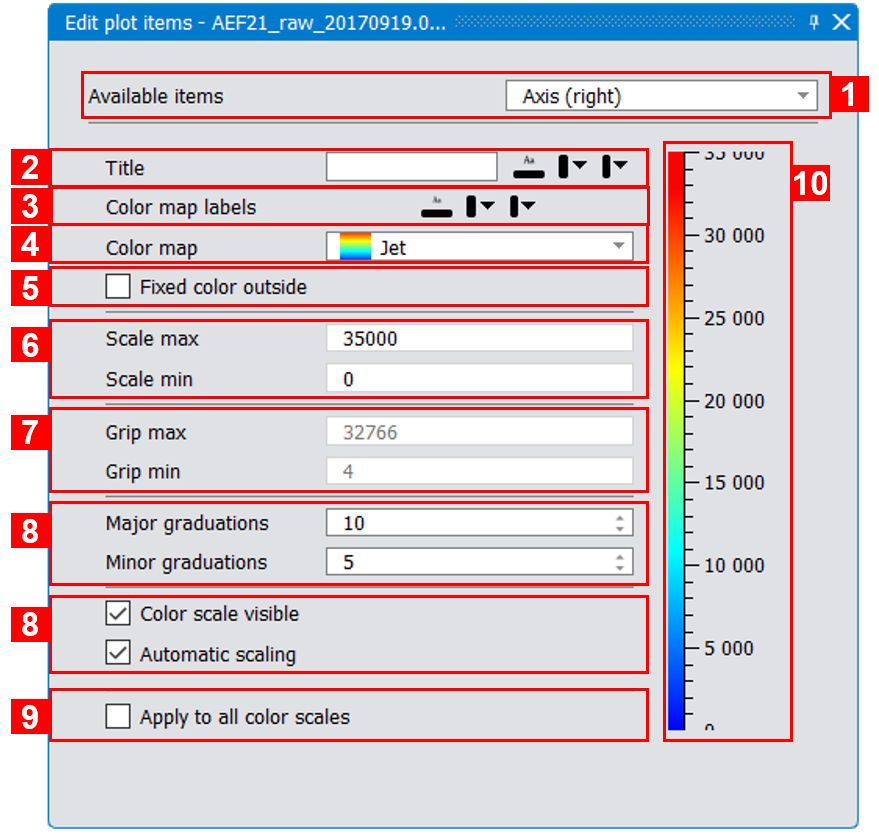 Edit plot items - AEF21_raw_20170919.0...
Available items Axis (right) 1
2 Title Aa
3 Color map labels Aa
4 Color map Jet
5 Fixed color outside
6 Scale max 35000
Scale min 0
7 Grip max 32766
Grip min 4
8 Major graduations 10
Minor graduations 5
8 Color scale visible
Automatic scaling
9 Apply to all color scales
10
35 000
30 000
25 000
20 000
15 000
10 000
5 000
0